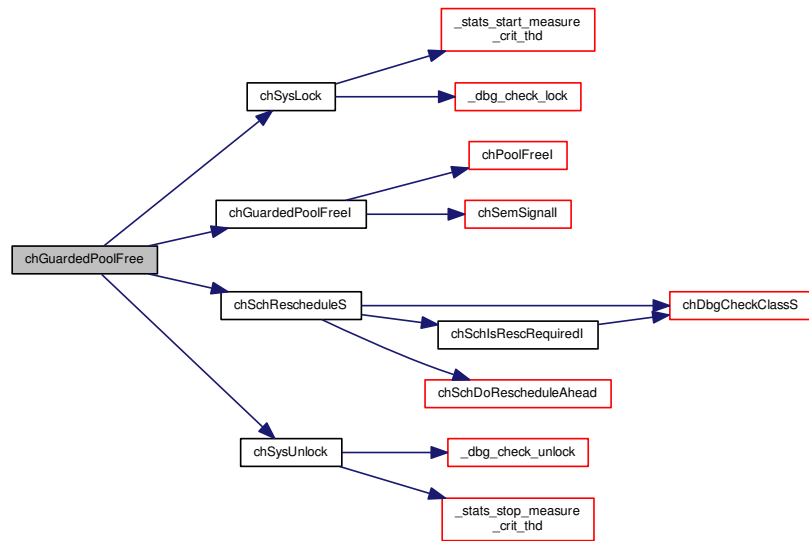 _stats_start_measure
_crit_thd
chSysLock
_dbg_check_lock
chPoolFreeI
chGuardedPoolFreeI
chSemSignalI
chGuardedPoolFree
chSchRescheduleS
chDbgCheckClassS
chSchIsRescRequiredI
chSchDoRescheduleAhead
chSysUnlock
_dbg_check_unlock
_stats_stop_measure
_crit_thd